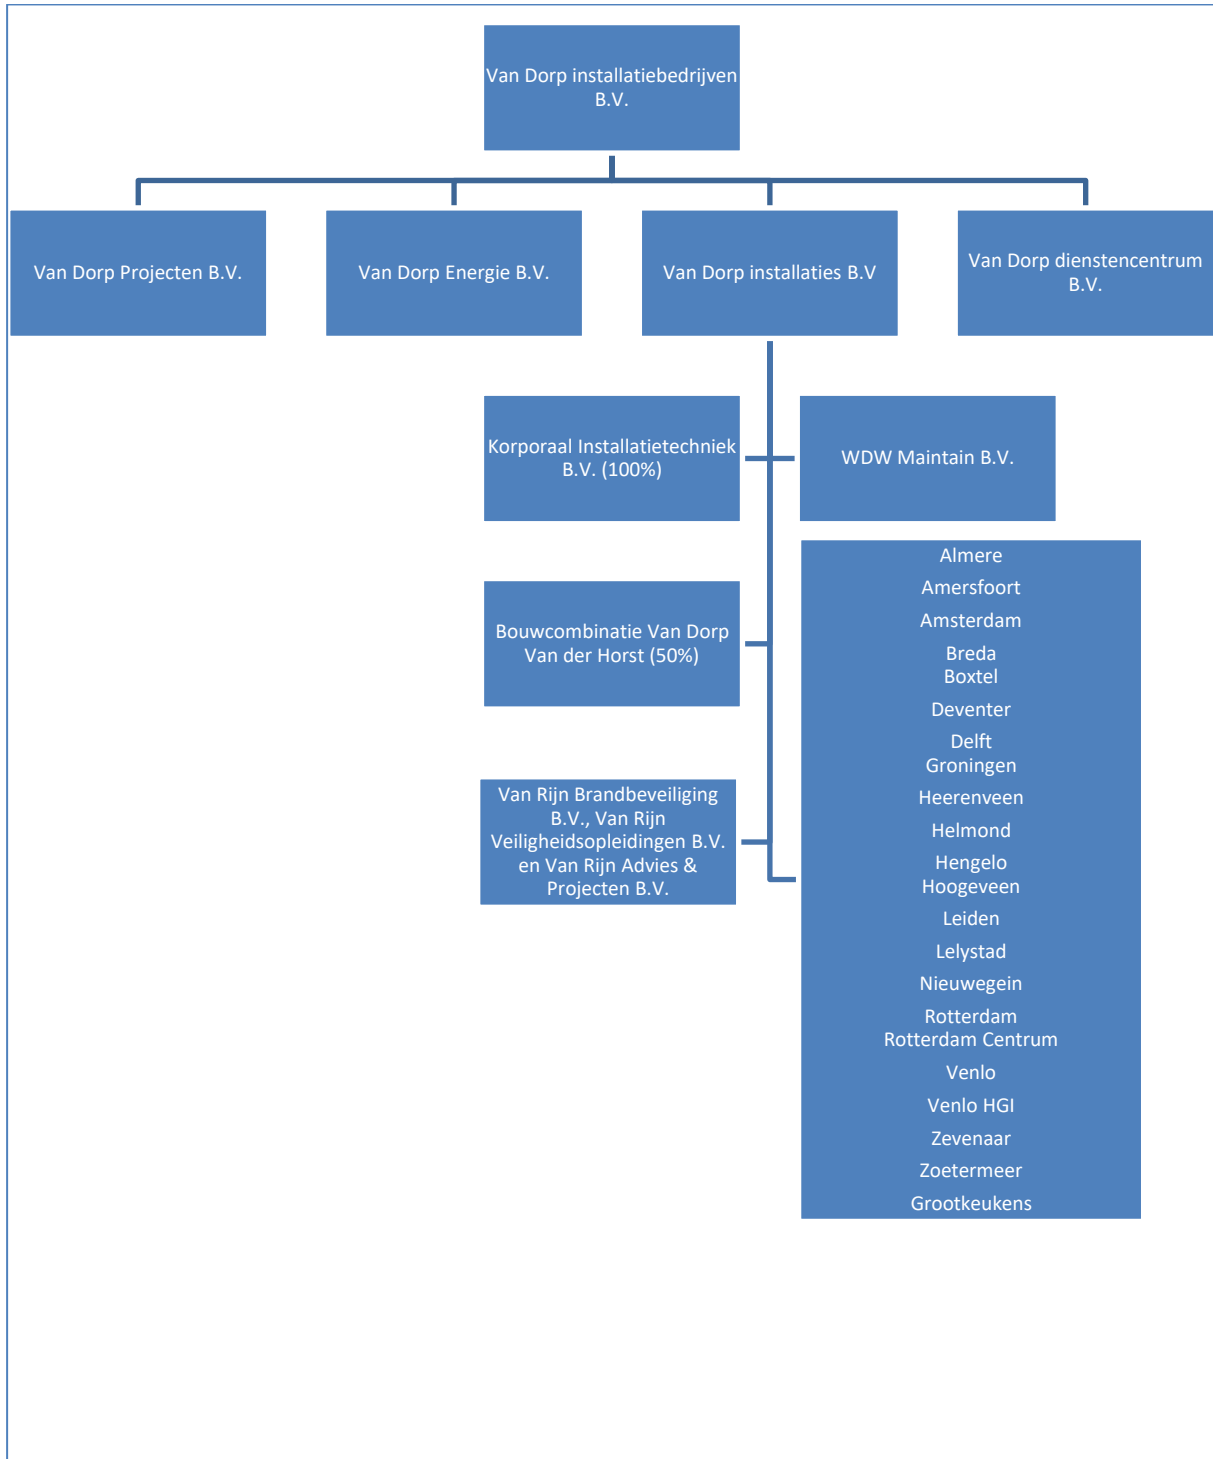 Van Dorp installatiebedrijven
B.V.
Van Dorp Projecten B.V.
Van Dorp Energie B.V.
Van Dorp installaties B.V
Van Dorp dienstencentrum
B.V.
Korporaal Installatietechniek
B.V. (100%)
WDW Maintain B.V.
Bouwcombinatie Van Dorp
Van der Horst (50%)
Van Rijn Brandbeveiliging
B.V., Van Rijn
Veiligheidsopleidingen B.V.
en Van Rijn Advies &
Projecten B.V.
Almere
Amersfoort
Amsterdam
Breda
Boxtel
Deventer
Delft
Groningen
Heerenveen
Helmond
Hengelo
Hoogeveen
Leiden
Lelystad
Nieuwegein
Rotterdam
Rotterdam Centrum
Venlo
Venlo HGI
Zevenaar
Zoetermeer
Grootkeukens